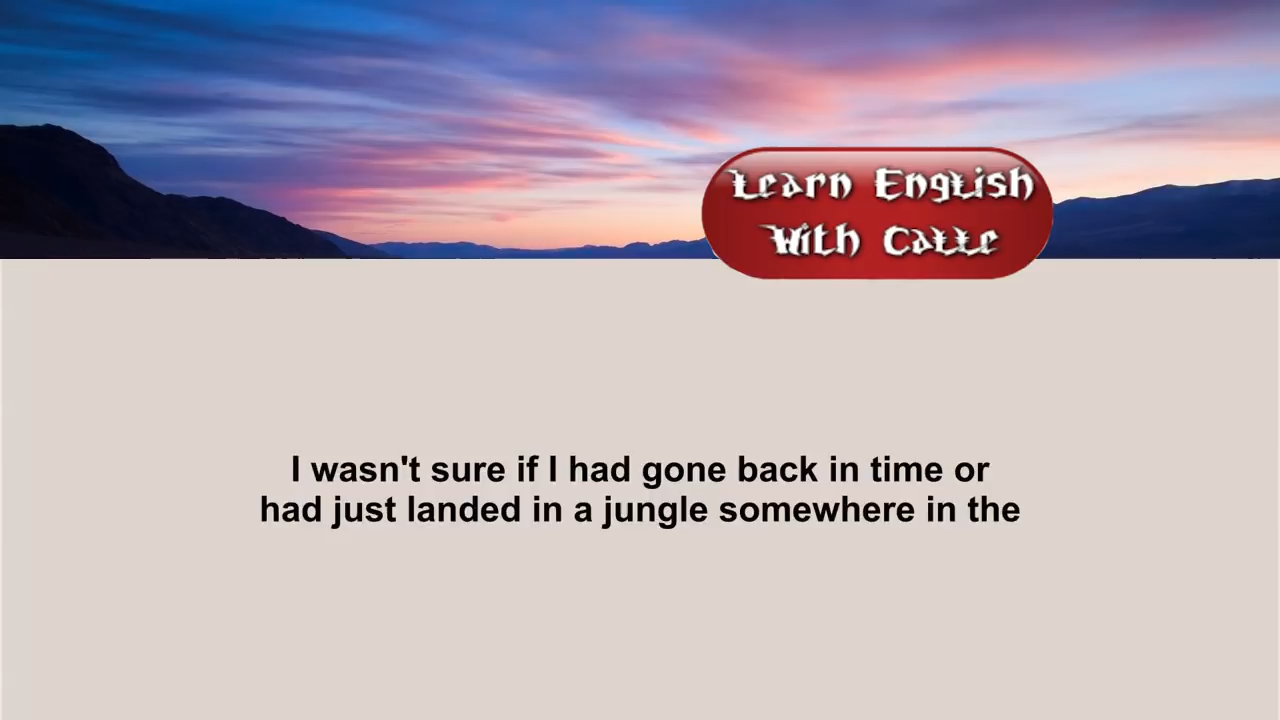 Learn English
With Calle
I wasn't sure if I had gone back in time or
had just landed in a jungle somewhere in the